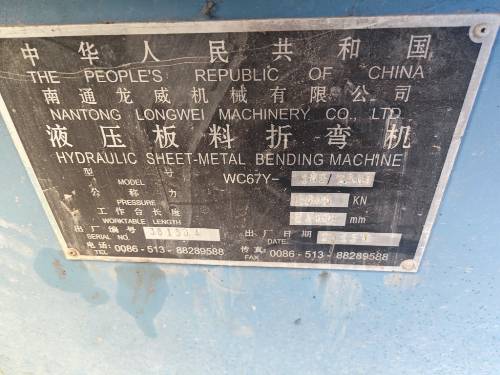 中华人民共和国
THE PEOPLE'S REPUBLIC OF CHINA
南通龙威机械有限公司
NANTONG LONGWEI MACHINERY CO., LTD
液压板料折弯机
HYDRAULIC SHEET-METAL BENDING MACHINE
型号
MODEL WC67Y-
公称力
PRESSURE KN
工作台长度
WORKTABLE LENGTH mm
出厂编号 出厂日期
SERIAL NO. DATE
电话: 0086-513-88289588 传真: 0086-513-88289588
TEL FAX